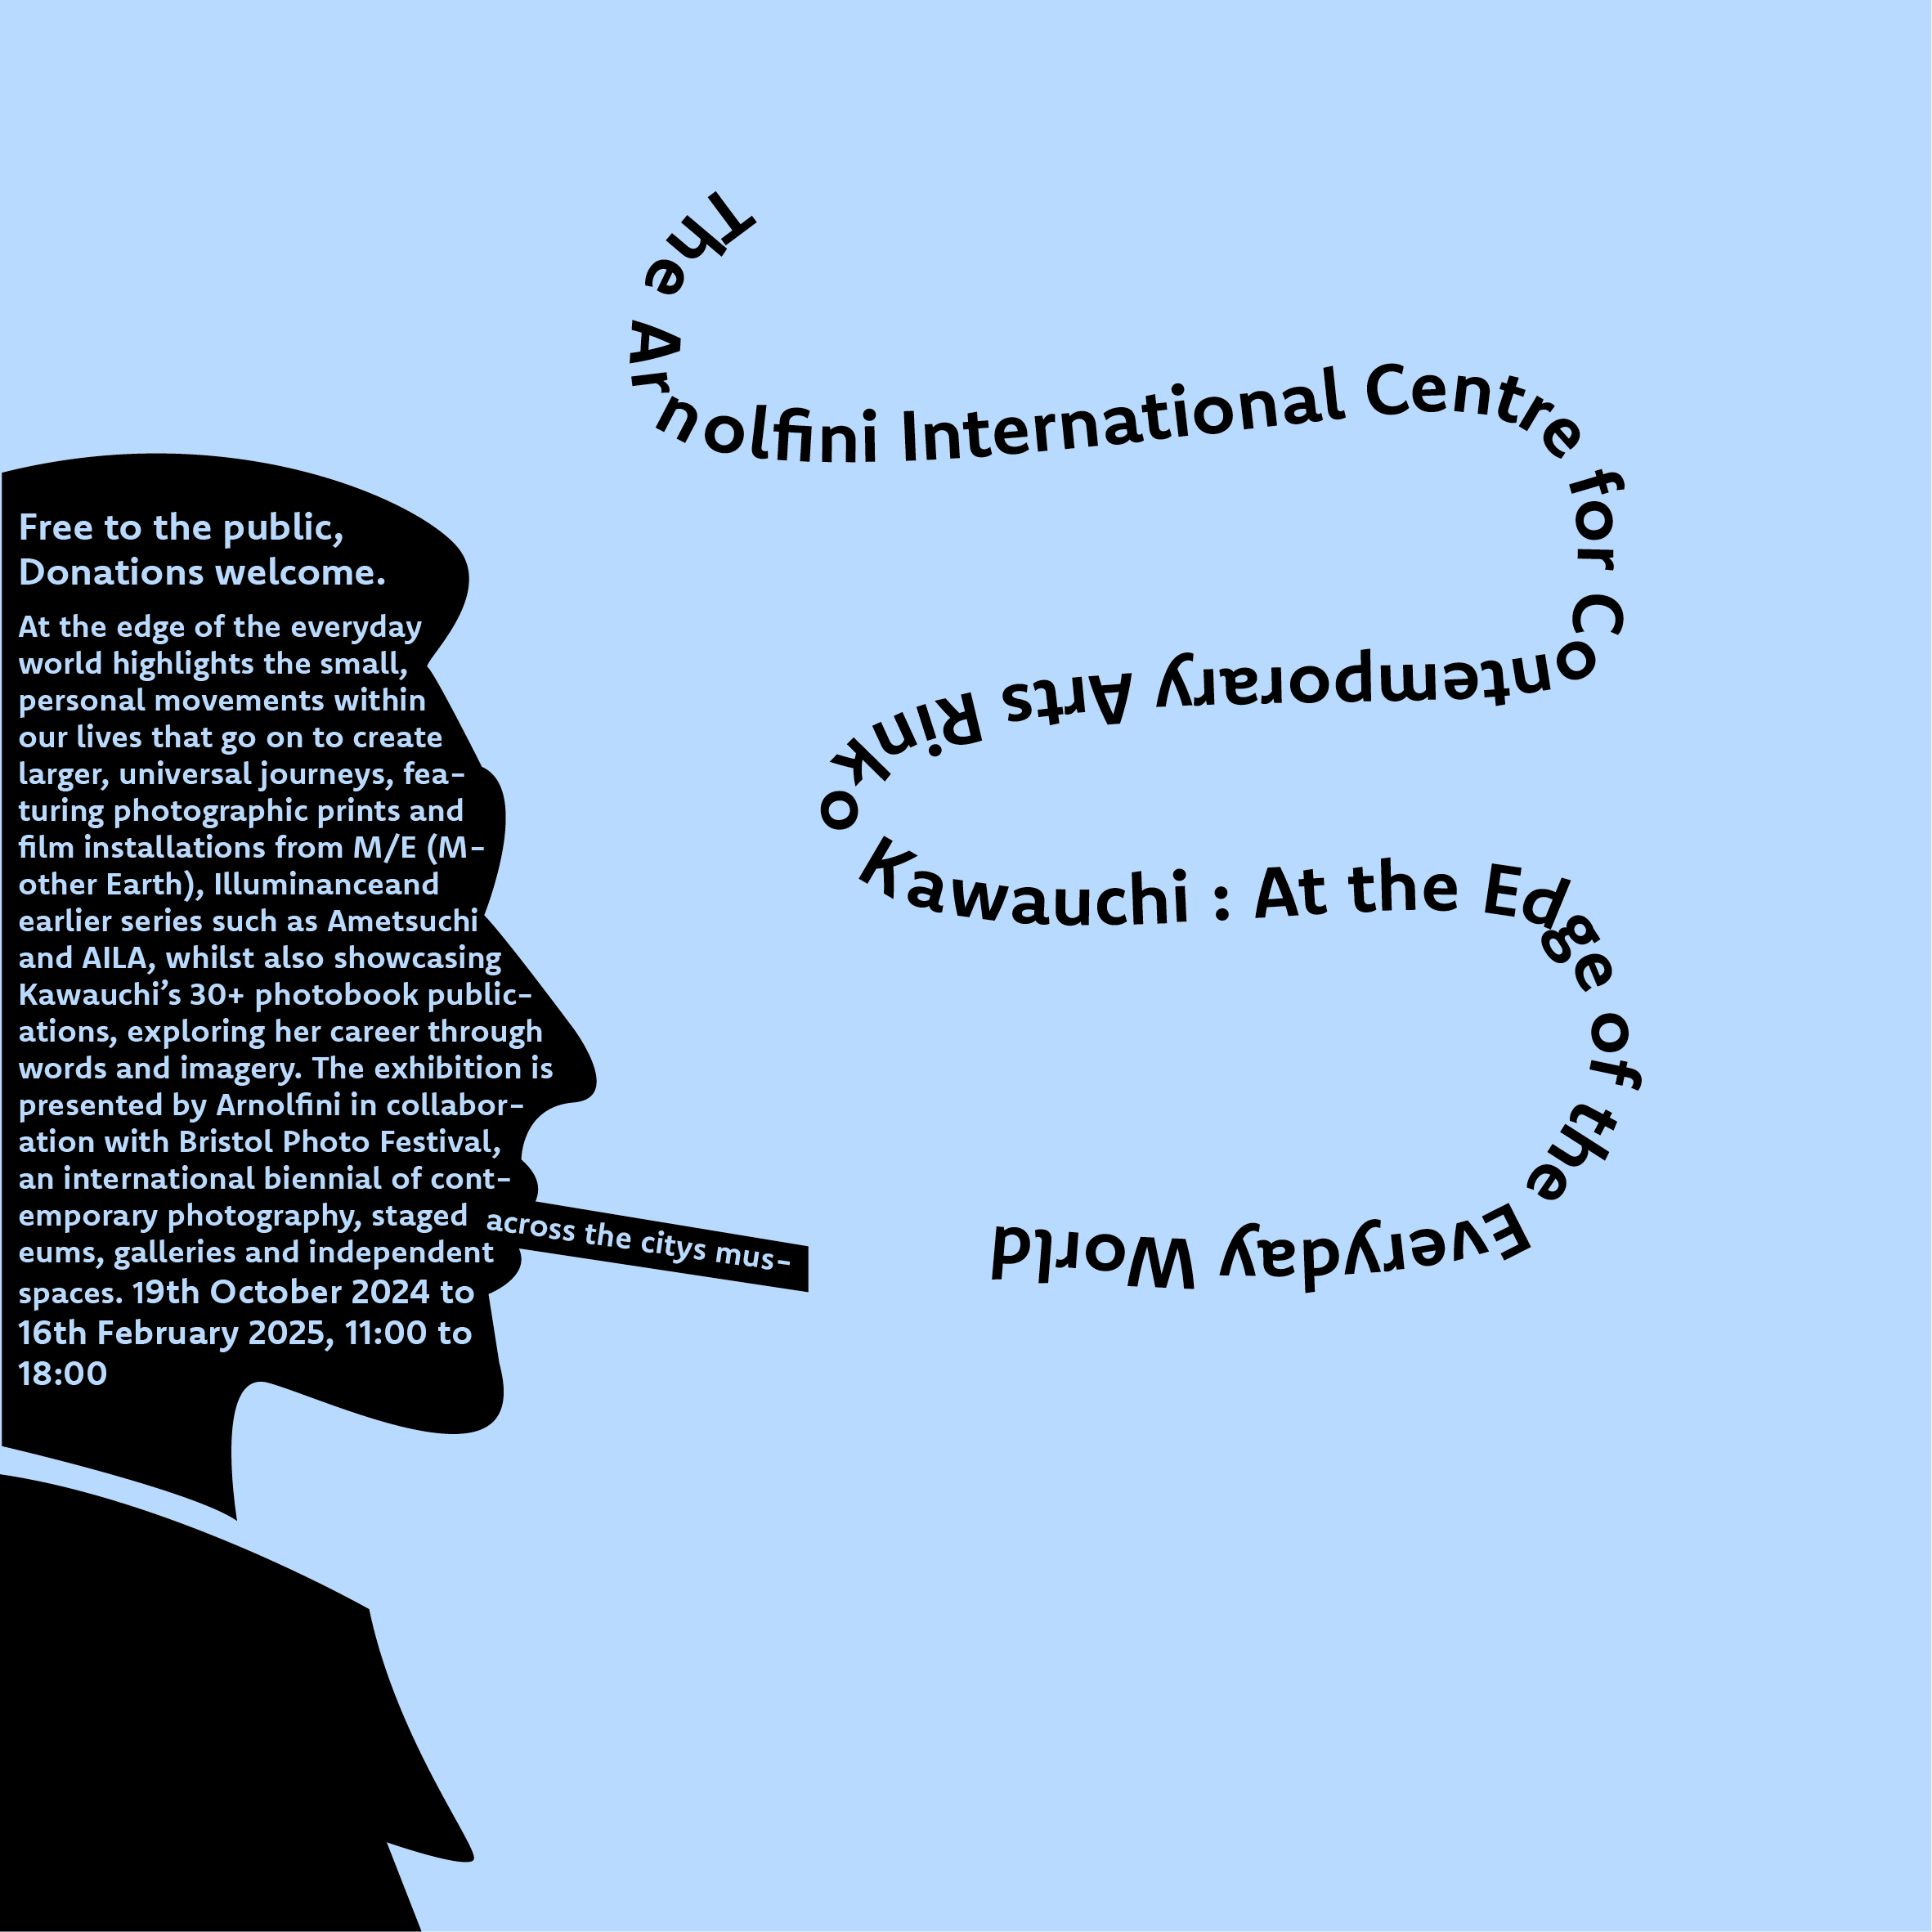 The Arnolfini International Centre for Contemporary Arts Rinko Kawauchi : At the Edge of the Everyday World
Free to the public,
Donations welcome.
At the edge of the everyday
world highlights the small,
personal movements within
our lives that go on to create
larger, universal journeys, fea-
turing photographic prints and
film installations from M/E (M-
other Earth), Illuminanceand
earlier series such as Ametsuchi
and AILA, whilst also showcasing
Kawauchi’s 30+ photobook public-
ations, exploring her career through
words and imagery. The exhibition is
presented by Arnolfini in collabor-
ation with Bristol Photo Festival,
an international biennial of cont-
emporary photography, staged across the citys mus-
eums, galleries and independent
spaces. 19th October 2024 to
16th February 2025, 11:00 to
18:00